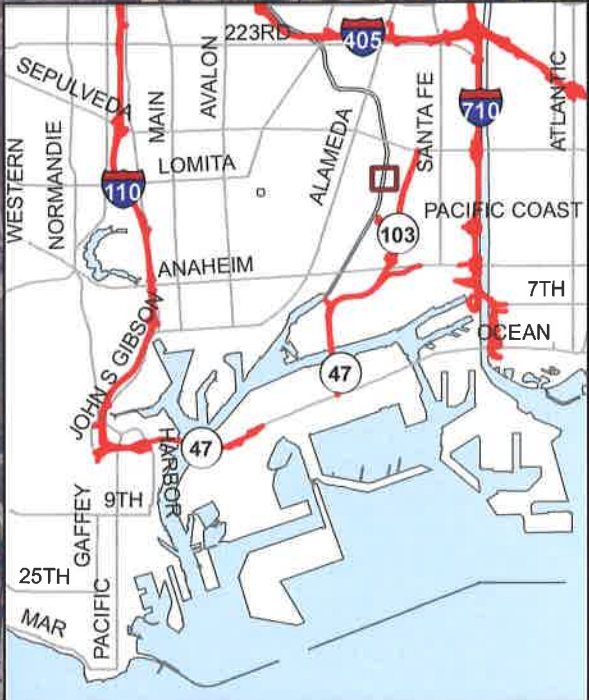 223RD
405
SEPULVEDA
MAIN
AVALON
ALAMEDA
SANTA FE
710
ATLANTIC
WESTERN
NORMANDIE
110
LOMITA
103
PACIFIC COAST
ANAHEIM
7TH
JOHN S GIBSON
OCEAN
47
47
HARBOR
GAFFEY
9TH
25TH
PACIFIC
MAR